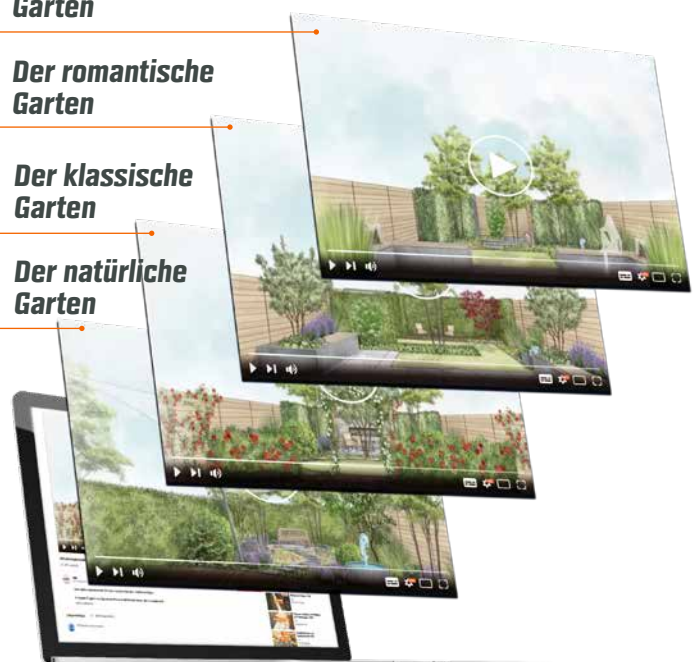 Garten
Der romantische
Garten
Der klassische
Garten
Der natürliche
Garten